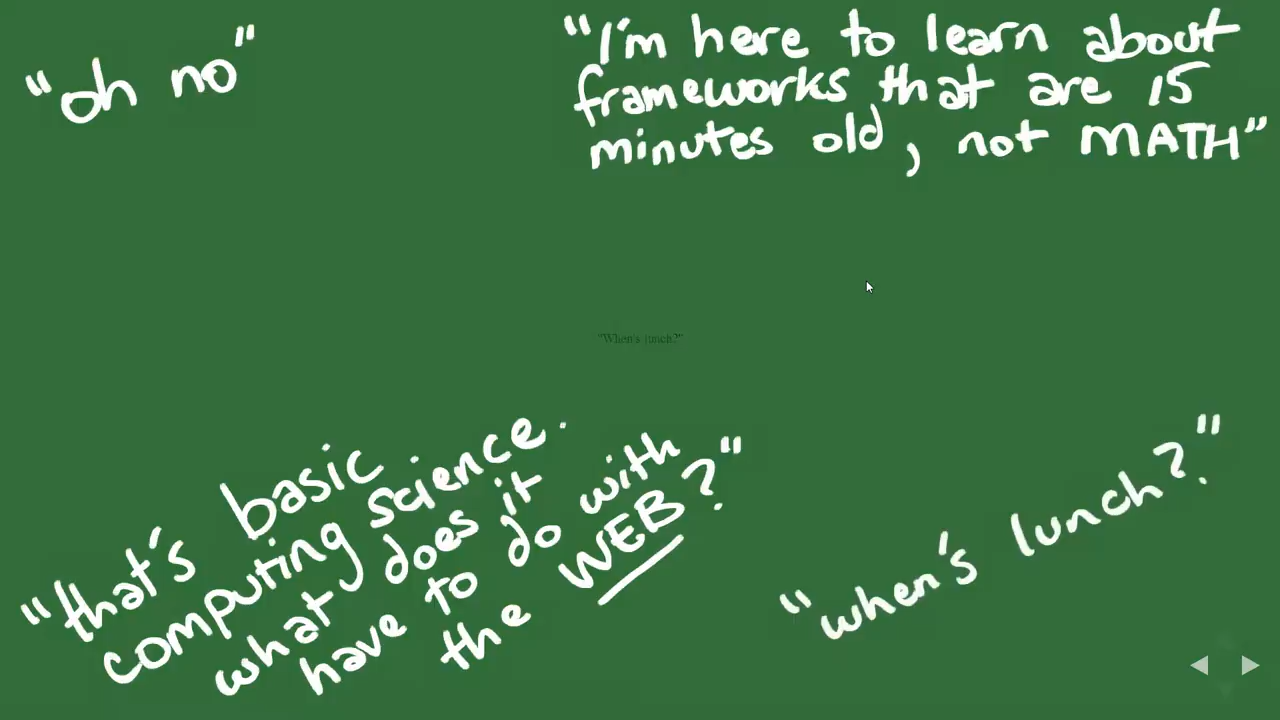 "oh no"
"I'm here to learn about
frameworks that are 15
minutes old, not MATH"
"When's lunch?"
"that's basic
computing science.
what does it
have to do with
the WEB?"
"when's lunch?"